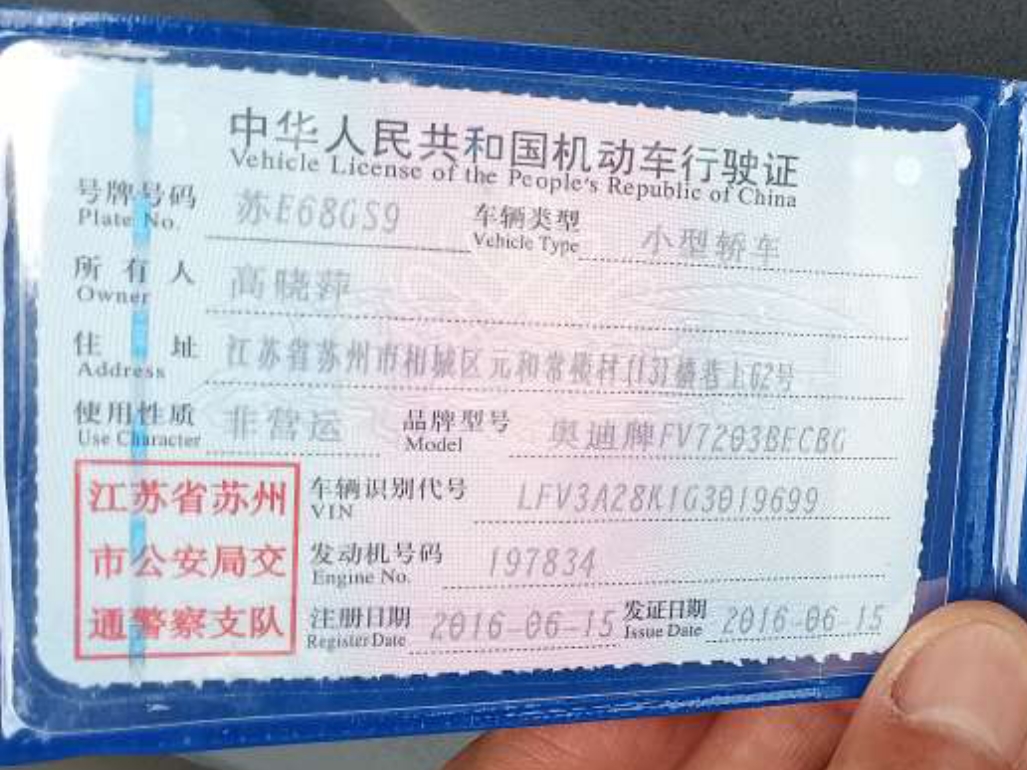 中华人民共和国机动车行驶证
Vehicle License of the People's Republic of China
号牌号码 苏E68GS9 车辆类型 小型轿车
Plate No. Vehicle Type
所有人 高晓萍
Owner
住址 江苏省苏州市相城区元和常楼村(13)  巷上62号
Address
使用性质 非营运 品牌型号 奥迪牌FV7203BECBG
Use Character Model
江苏省苏州 车辆识别代号 LFV3A28K1G3019699
VIN
市公安局交 发动机号码 197834
Engine No.
通警察支队 注册日期 2016-06-15 发证日期 2016-06-15
Register Date Issue Date